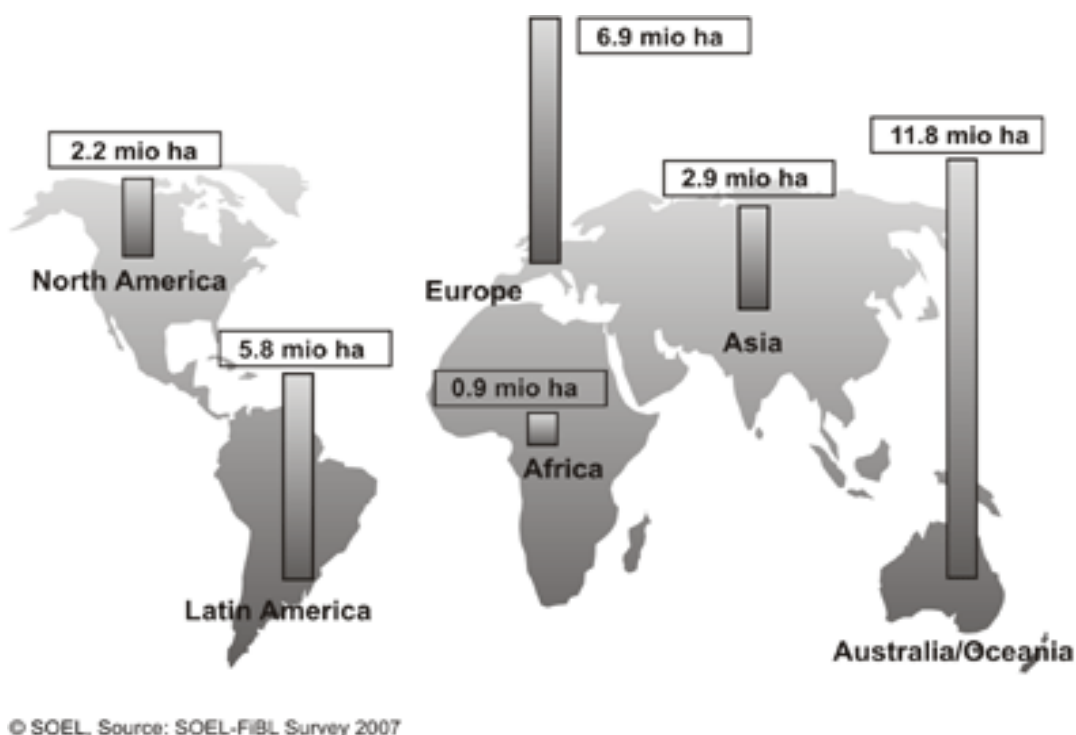 6.9 mio ha
11.8 mio ha
2.2 mio ha
2.9 mio ha
North America
Europe
Asia
5.8 mio ha
0.9 mio ha
Africa
Latin America
Australia/Oceania
© SOEL, Source: SOEL-FiBL Survey 2007